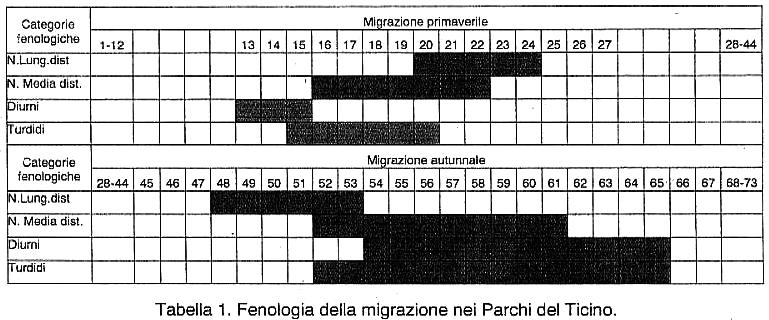 Categorie fenologiche Migrazione primaverile
1-12 13 14 15 16 17 18 19 20 21 22 23 24 25 26 27 28-44
N.Lung.dist
N. Media dist.
Diurni
Turdidi
Categorie fenologiche Migrazione autunnale
28-44 45 46 47 48 49 50 51 52 53 54 55 56 57 58 59 60 61 62 63 64 65 66 67 68-73
N.Lung.dist
N. Media dist.
Diurni
Turdidi
Tabella 1. Fenologia della migrazione nei Parchi del Ticino.